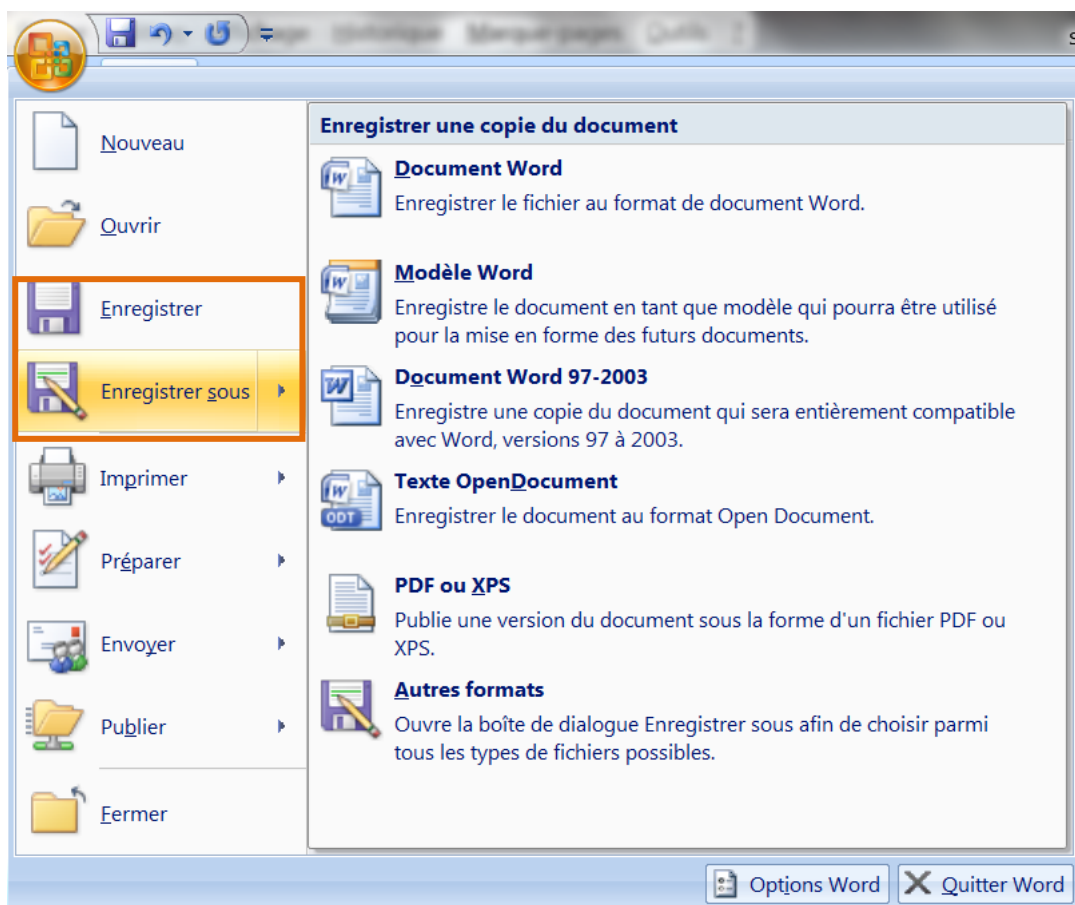 Historique Marque-pages Outils ?
Nouveau
Ouvrir
Enregistrer
Enregistrer sous
Imprimer
Préparer
Envoyer
Publier
Fermer
Enregistrer une copie du document
Document Word
Enregistrer le fichier au format de document Word.
Modèle Word
Enregistre le document en tant que modèle qui pourra être utilisé
pour la mise en forme des futurs documents.
Document Word 97-2003
Enregistre une copie du document qui sera entièrement compatible
avec Word, versions 97 à 2003.
Texte OpenDocument
ODT
Enregistrer le document au format Open Document.
PDF ou XPS
Publie une version du document sous la forme d'un fichier PDF ou
XPS.
Autres formats
Ouvre la boîte de dialogue Enregistrer sous afin de choisir parmi
tous les types de fichiers possibles.
Options Word
Quitter Word